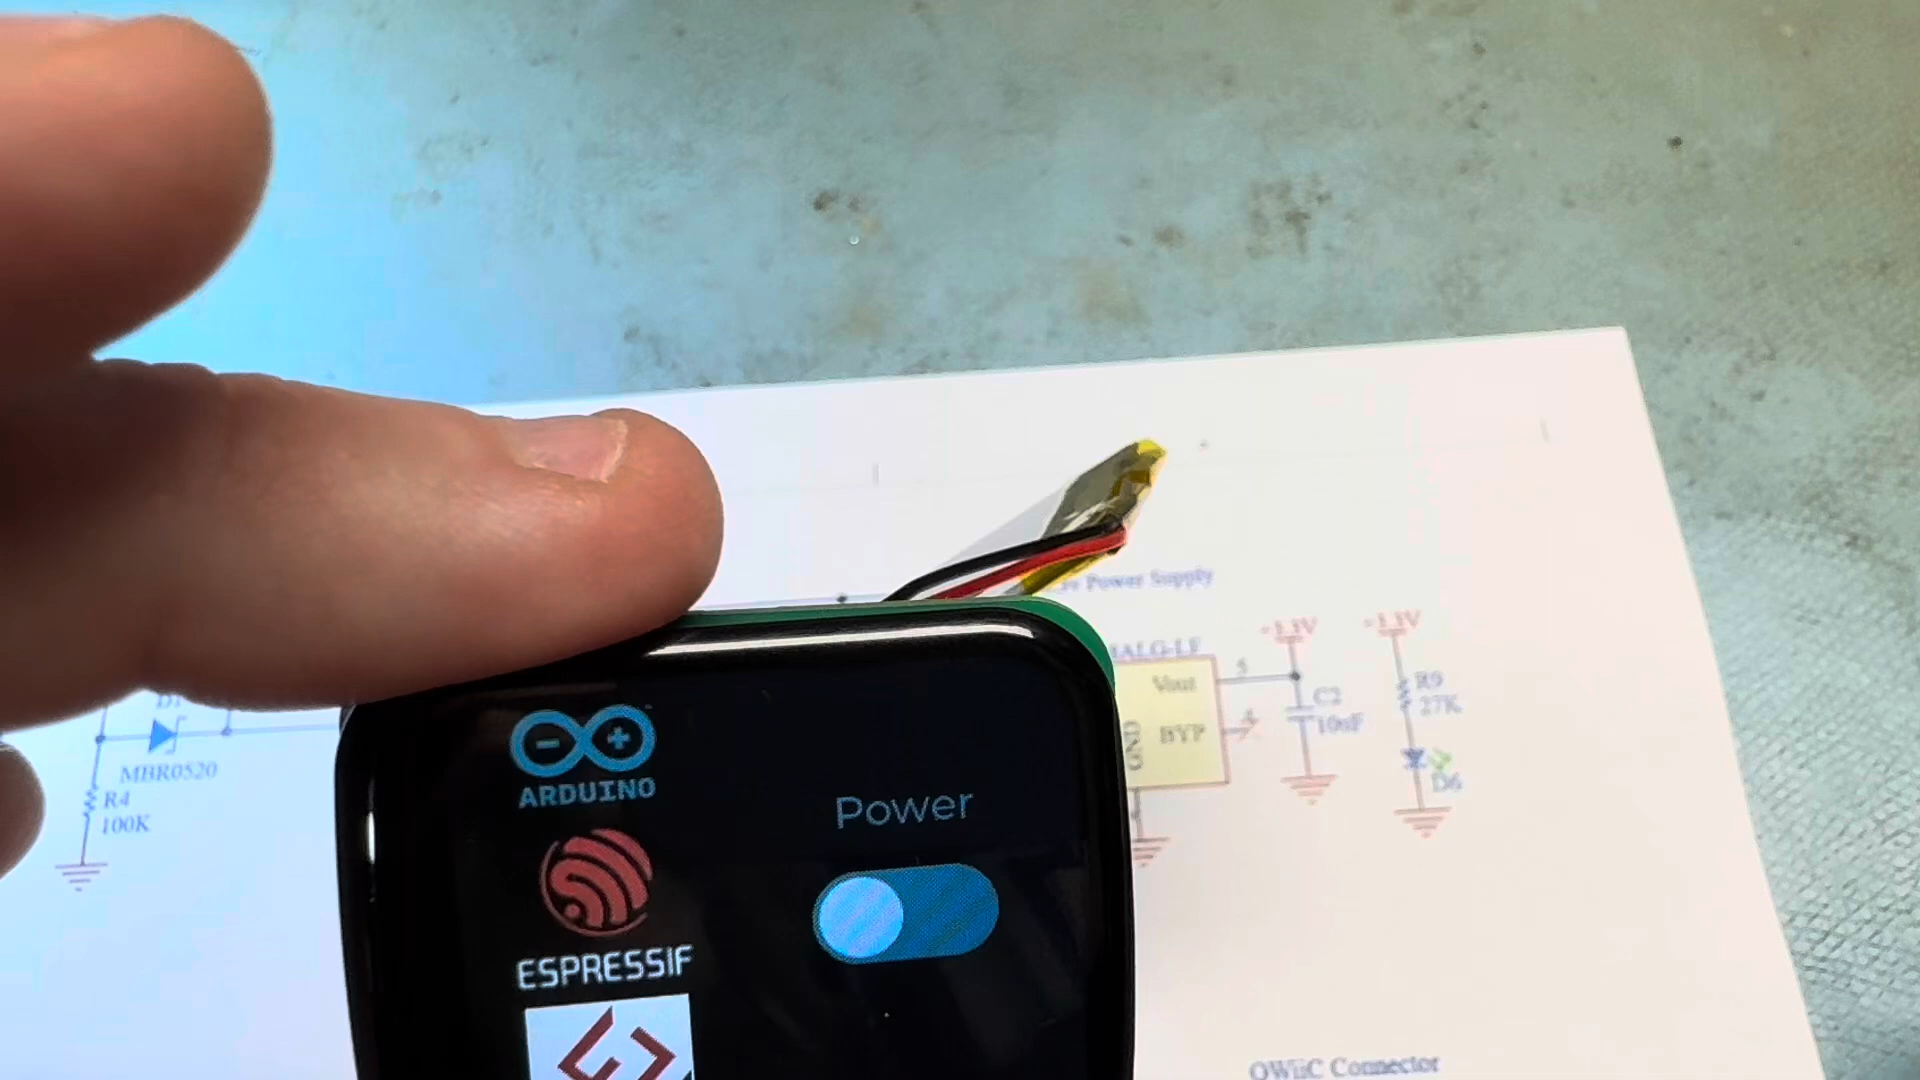 Power Supply
Vout
5
BYP
4
GND
+3.3V
+3.3V
C2
10uF
R9
27K
D6
D1
MBR0520
R4
100K
ARDUINO
Power
ESPRESSIF
QWiiC Connector